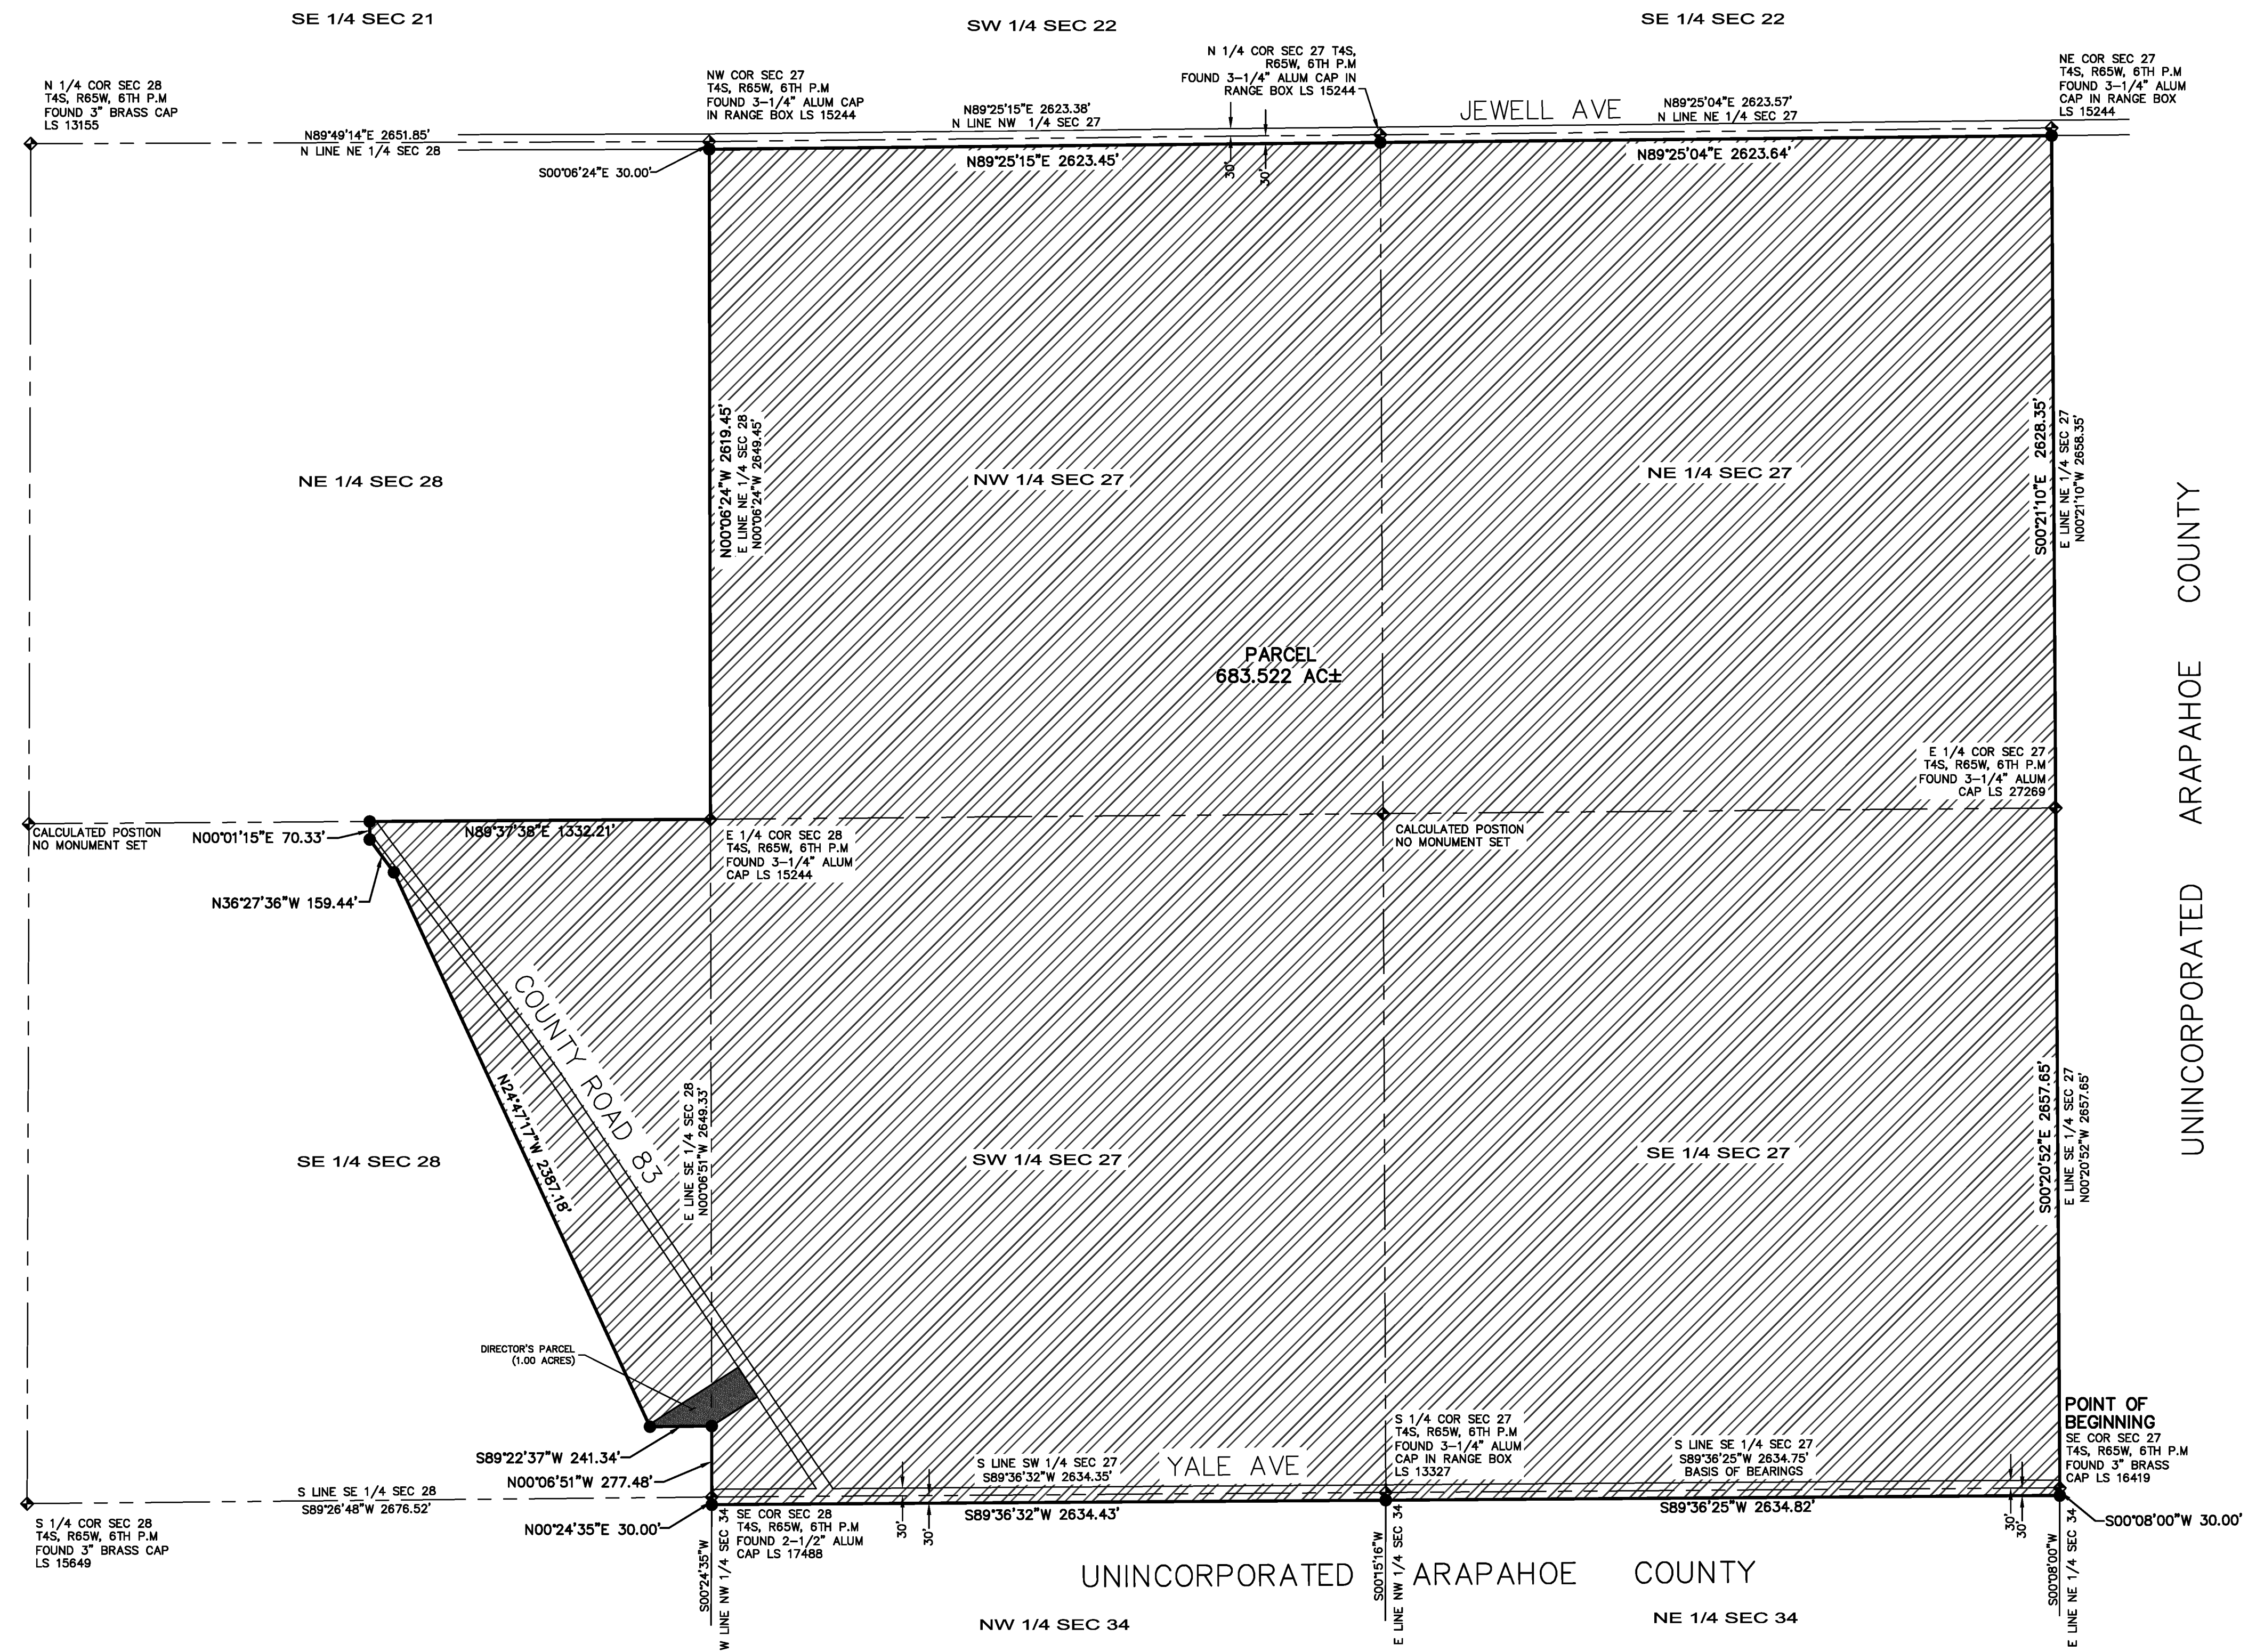 SE 1/4 SEC 21
SW 1/4 SEC 22
SE 1/4 SEC 22
N 1/4 COR SEC 28
T4S, R65W, 6TH P.M
FOUND 3" BRASS CAP
LS 13155
NW COR SEC 27
T4S, R65W, 6TH P.M
FOUND 3-1/4" ALUM CAP
IN RANGE BOX LS 15244
N 1/4 COR SEC 27 T4S,
R65W, 6TH P.M
FOUND 3-1/4" ALUM CAP IN
RANGE BOX LS 15244
NE COR SEC 27
T4S, R65W, 6TH P.M
FOUND 3-1/4" ALUM
CAP IN RANGE BOX
LS 15244
N89°49'14"E 2651.85'
N LINE NE 1/4 SEC 28
N89°25'15"E 2623.38'
N LINE NW 1/4 SEC 27
JEWELL AVE
N89°25'04"E 2623.57'
N LINE NE 1/4 SEC 27
S00°06'24"E 30.00'
N89°25'15"E 2623.45'
30'
30'
N89°25'04"E 2623.64'
N00°06'24"W 2619.45'
E LINE NE 1/4 SEC 28
N00°06'24"W 2649.45'
S00°21'10"E 2628.35'
E LINE NE 1/4 SEC 27
N00°21'10"W 2658.35'
NE 1/4 SEC 28
NW 1/4 SEC 27
NE 1/4 SEC 27
UNINCORPORATED ARAPAHOE COUNTY
PARCEL
683.522 AC±
E 1/4 COR SEC 27
T4S, R65W, 6TH P.M
FOUND 3-1/4" ALUM
CAP LS 27269
CALCULATED POSTION
NO MONUMENT SET
N00°01'15"E 70.33'
N89°37'38"E 1332.21'
E 1/4 COR SEC 28
T4S, R65W, 6TH P.M
FOUND 3-1/4" ALUM
CAP LS 15244
CALCULATED POSTION
NO MONUMENT SET
N36°27'36"W 159.44'
COUNTY ROAD 83
N24°47'17"W 2387.18'
E LINE SE 1/4 SEC 28
N00°06'51"W 2649.33'
S00°20'52"E 2657.65'
E LINE SE 1/4 SEC 27
N00°20'52"W 2657.65'
SE 1/4 SEC 28
SW 1/4 SEC 27
SE 1/4 SEC 27
DIRECTOR'S PARCEL
(1.00 ACRES)
S89°22'37"W 241.34'
N00°06'51"W 277.48'
S LINE SW 1/4 SEC 27
S89°36'32"W 2634.35'
YALE AVE
S 1/4 COR SEC 27
T4S, R65W, 6TH P.M
FOUND 3-1/4" ALUM
CAP IN RANGE BOX
LS 13327
S LINE SE 1/4 SEC 27
S89°36'25"W 2634.75'
BASIS OF BEARINGS
POINT OF
BEGINNING
SE COR SEC 27
T4S, R65W, 6TH P.M
FOUND 3" BRASS
CAP LS 16419
S LINE SE 1/4 SEC 28
S89°26'48"W 2676.52'
S 1/4 COR SEC 28
T4S, R65W, 6TH P.M
FOUND 3" BRASS CAP
LS 15649
N00°24'35"E 30.00'
SE COR SEC 28
T4S, R65W, 6TH P.M
FOUND 2-1/2" ALUM
CAP LS 17488
30'
30'
S89°36'32"W 2634.43'
S89°36'25"W 2634.82'
30'
30'
S00°08'00"W 30.00'
S00°24'35"W
W LINE NW 1/4 SEC 34
S00°15'16"W
E LINE NW 1/4 SEC 34
S00°08'00"W
E LINE NE 1/4 SEC 34
UNINCORPORATED ARAPAHOE COUNTY
NW 1/4 SEC 34
NE 1/4 SEC 34